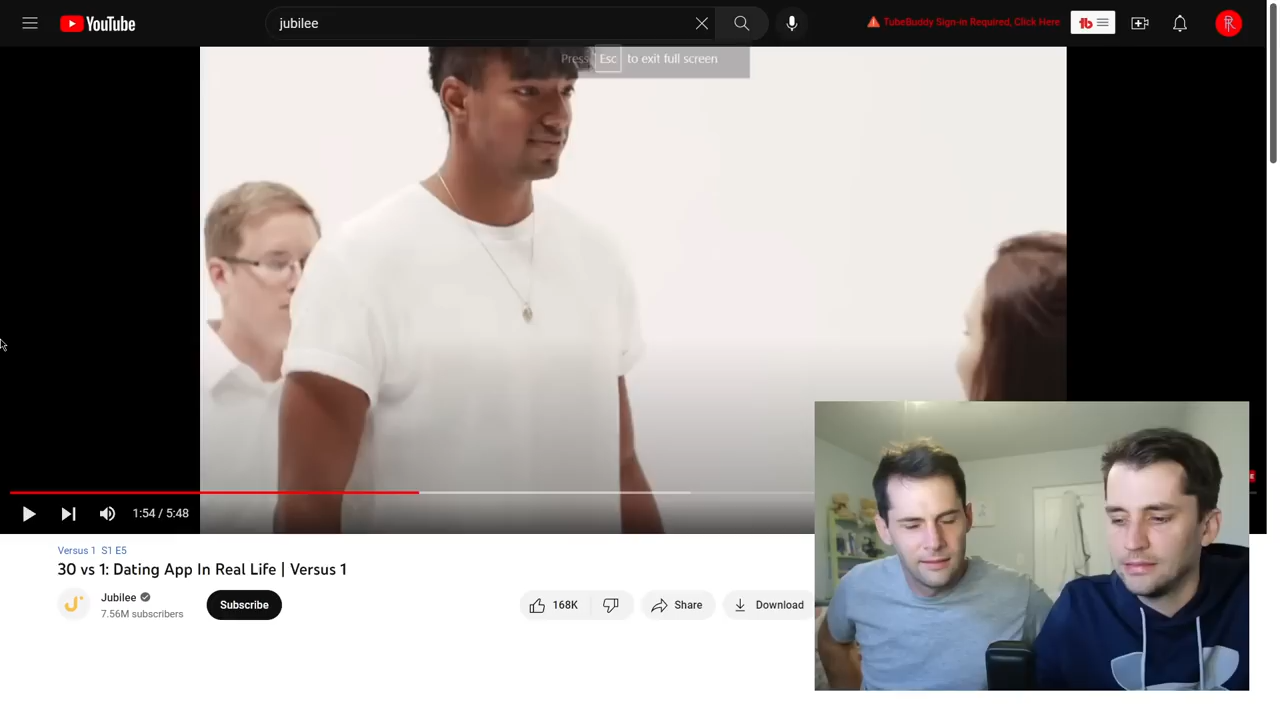 YouTube
jubilee
TubeBuddy Sign-in Required, Click Here
tb
Press Esc to exit full screen
1:54 / 5:48
Versus 1 S1 E5
30 vs 1: Dating App In Real Life | Versus 1
Jubilee
7.56M subscribers
Subscribe
168K
Share
Download